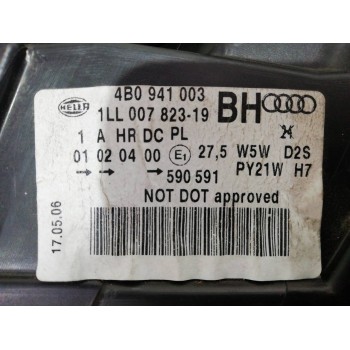 HELLA
4B0 941 003
1LL 007 823-19 BH
1 A HR DC PL
01 02 04 00 E1 27,5 W5W D2S
590 591 PY21W H7
NOT DOT approved
17.05.06